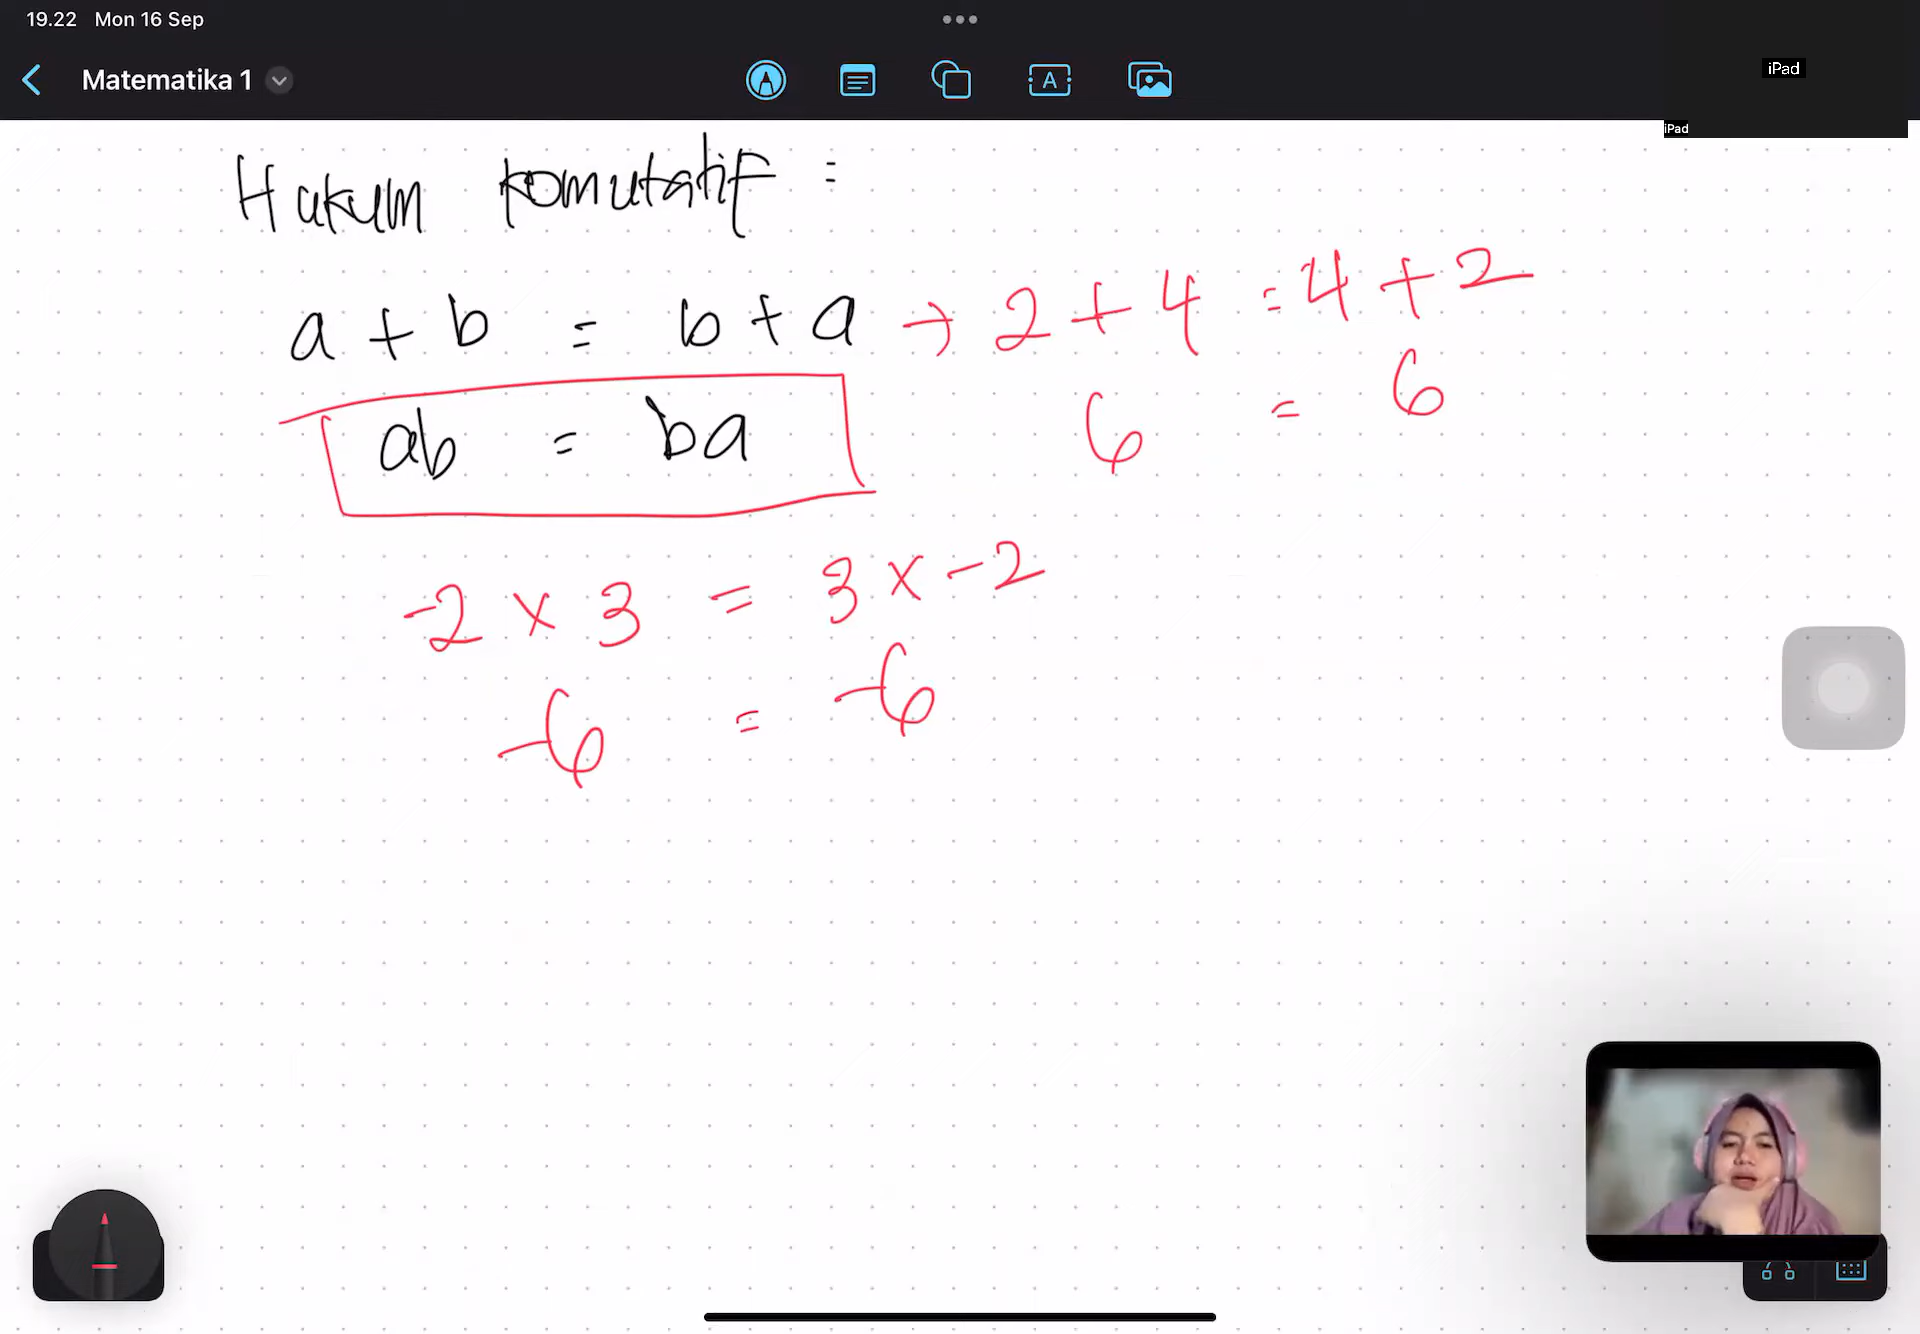 19.22 Mon 16 Sep
Matematika 1
A
iPad
iPad
Hukum komutatif :
a + b = b + a → 2 + 4 = 4 + 2
6 = 6
ab = ba
-2 x 3 = 3 x -2
-6 = -6